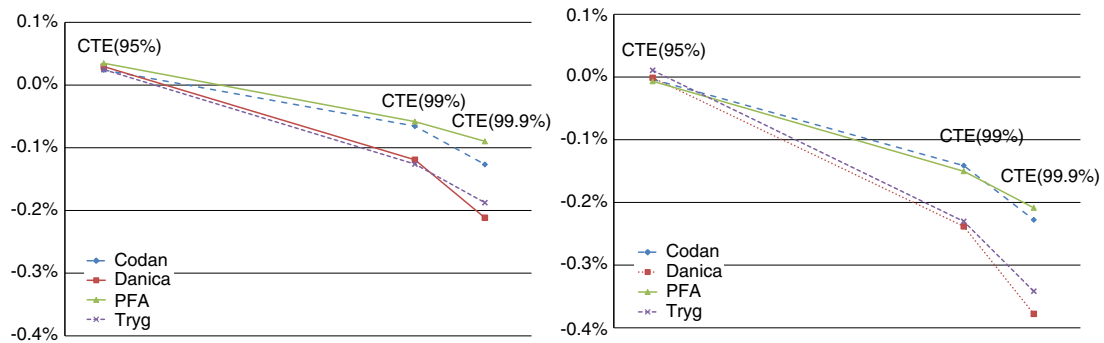 0.1%
0.0%
-0.1%
-0.2%
-0.3%
-0.4%
CTE(95%)
CTE(99%)
CTE(99.9%)
Codan
Danica
PFA
Tryg
0.1%
0.0%
-0.1%
-0.2%
-0.3%
-0.4%
CTE(95%)
CTE(99%)
CTE(99.9%)
Codan
Danica
PFA
Tryg